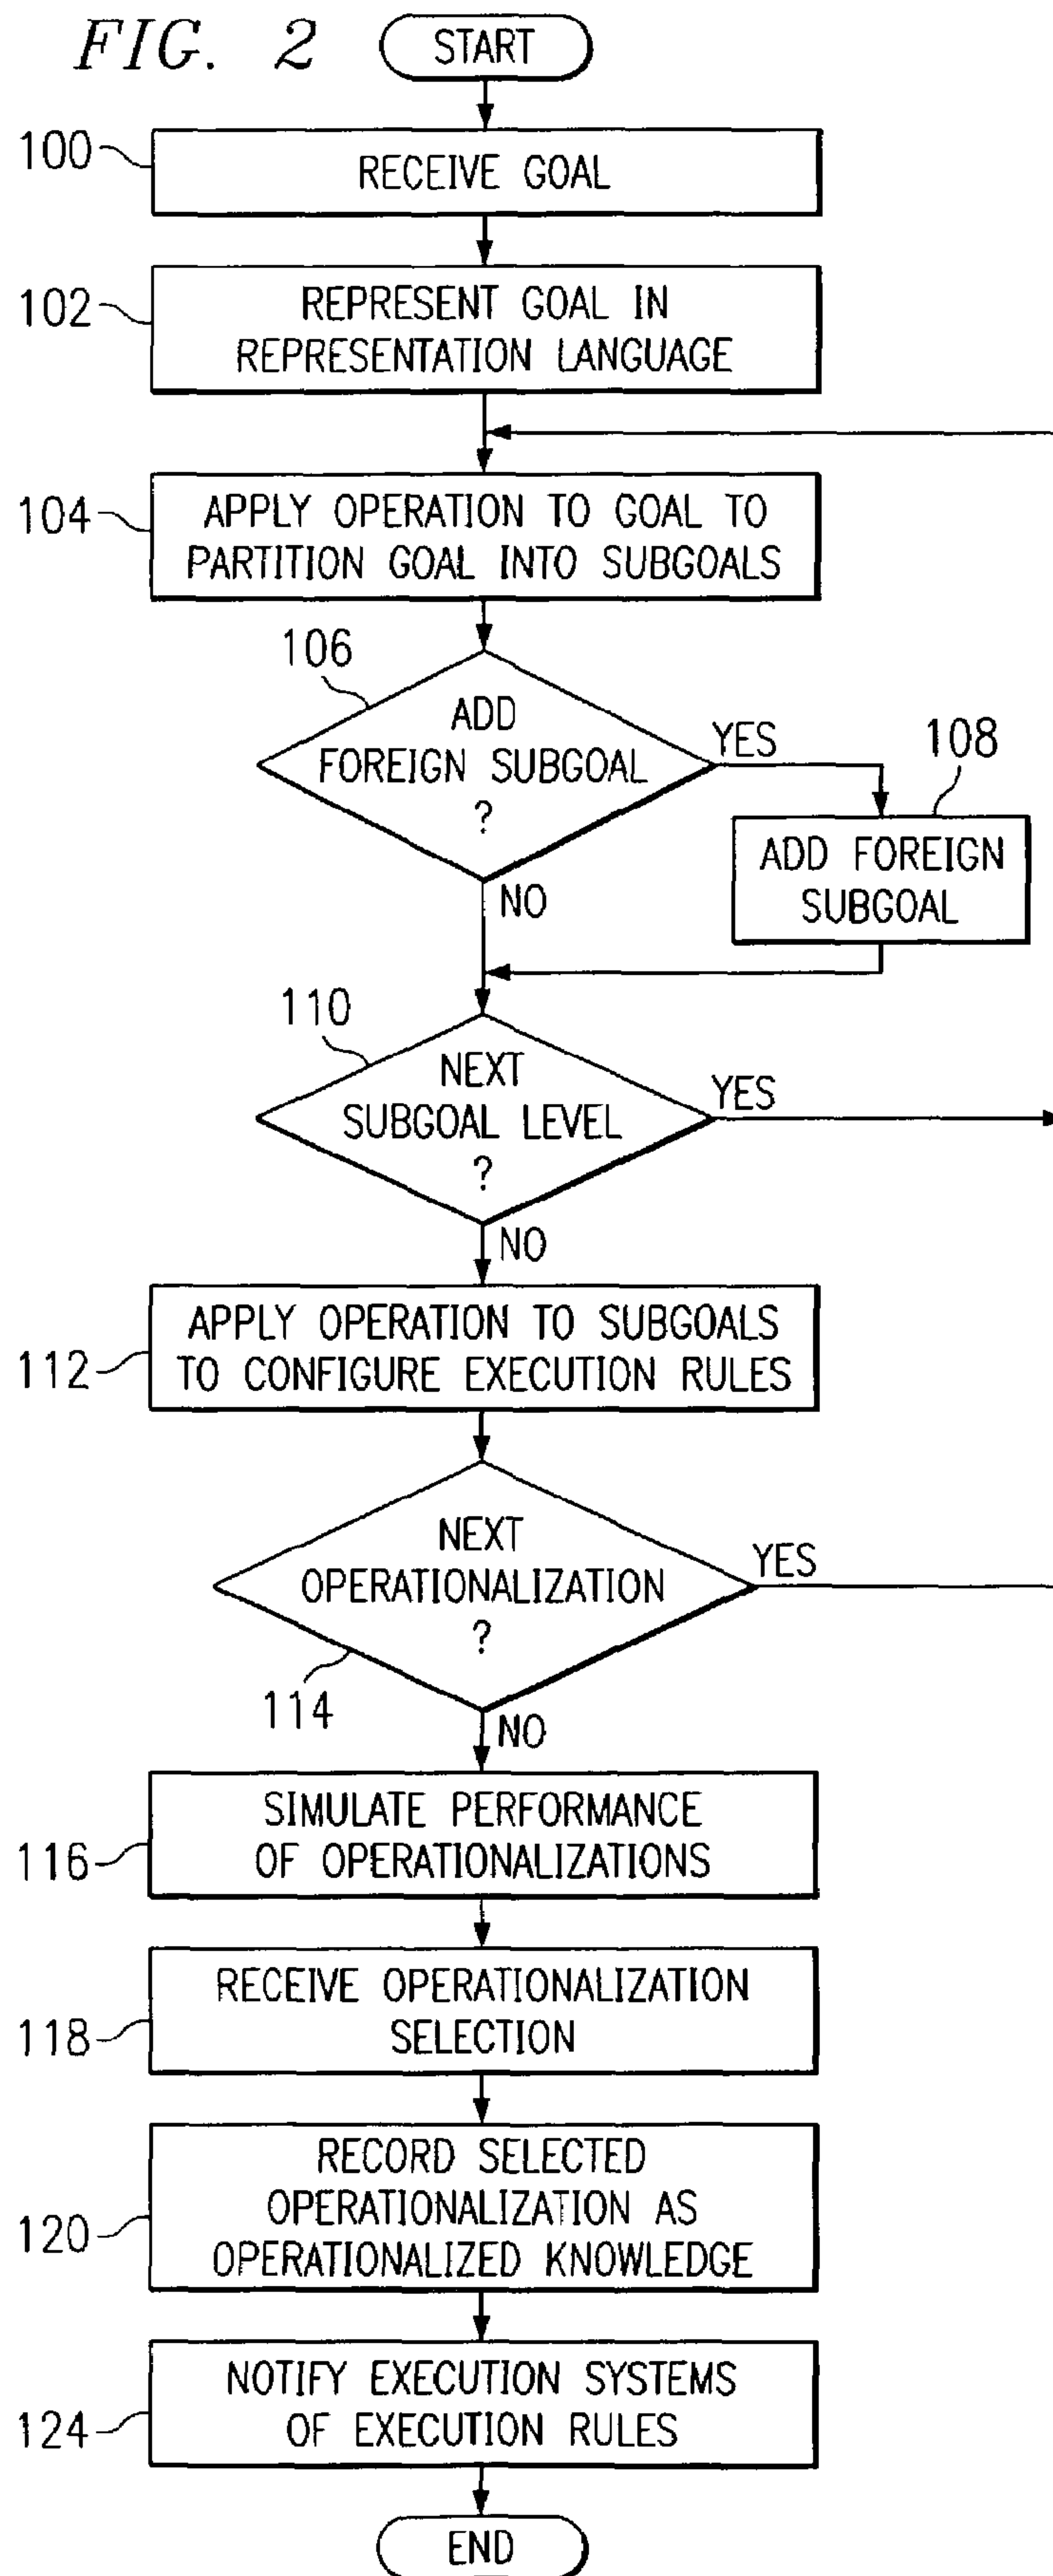 FIG. 2
START
100
RECEIVE GOAL
102
REPRESENT GOAL IN
REPRESENTATION LANGUAGE
104
APPLY OPERATION TO GOAL TO
PARTITION GOAL INTO SUBGOALS
106
ADD
FOREIGN SUBGOAL
?
YES
108
ADD FOREIGN
SUBGOAL
NO
110
NEXT
SUBGOAL LEVEL
?
YES
NO
112
APPLY OPERATION TO SUBGOALS
TO CONFIGURE EXECUTION RULES
NEXT
OPERATIONALIZATION
?
YES
114
NO
116
SIMULATE PERFORMANCE
OF OPERATIONALIZATIONS
118
RECEIVE OPERATIONALIZATION
SELECTION
120
RECORD SELECTED
OPERATIONALIZATION AS
OPERATIONALIZED KNOWLEDGE
124
NOTIFY EXECUTION SYSTEMS
OF EXECUTION RULES
END